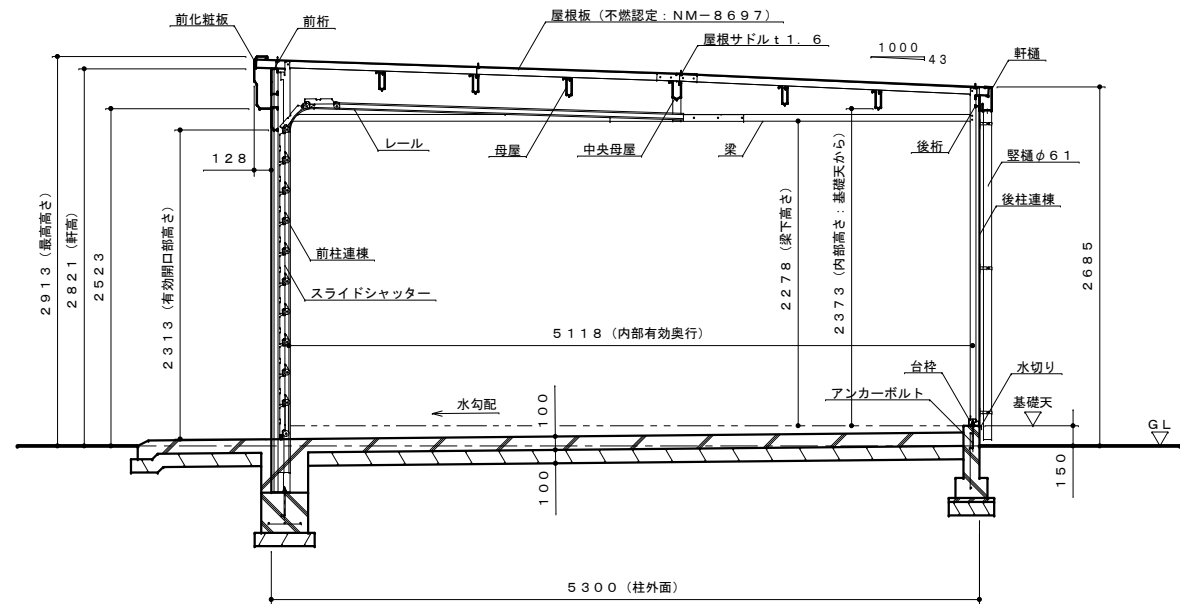 屋根板（不燃認定：ＮＭ－８６９７）
前化粧板
前桁
屋根サドルｔ１．６
１０００
４３
軒樋
レール
母屋
中央母屋
梁
後桁
１２８
竪樋φ６１
後柱連棟
前柱連棟
スライドシャッター
２９１３（最高高さ）
２８２１（軒高）
２５２３
２３１３（有効開口部高さ）
２２７８（梁下高さ）
２３７３（内部高さ：基礎天から）
２６８５
５１１８（内部有効奥行）
台枠
水切り
アンカーボルト
基礎天
水勾配
１００
ＧＬ
１５０
１００
５３００（柱外面）